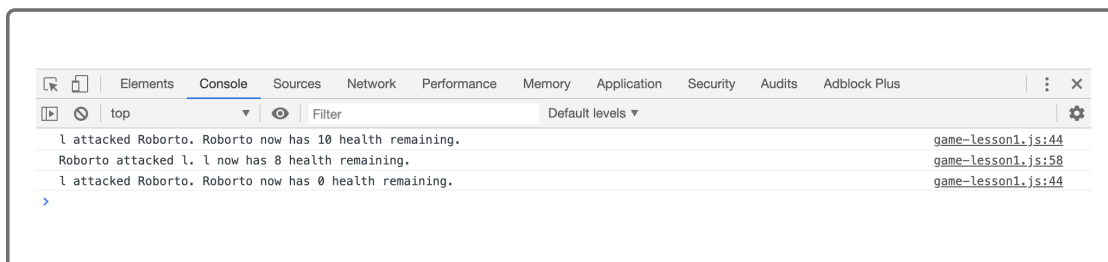 Elements Console Sources Network Performance Memory Application Security Audits Adblock Plus
top Filter Default levels
l attacked Roborto. Roborto now has 10 health remaining. game-lesson1.js:44
Roborto attacked l. l now has 8 health remaining. game-lesson1.js:58
l attacked Roborto. Roborto now has 0 health remaining. game-lesson1.js:44